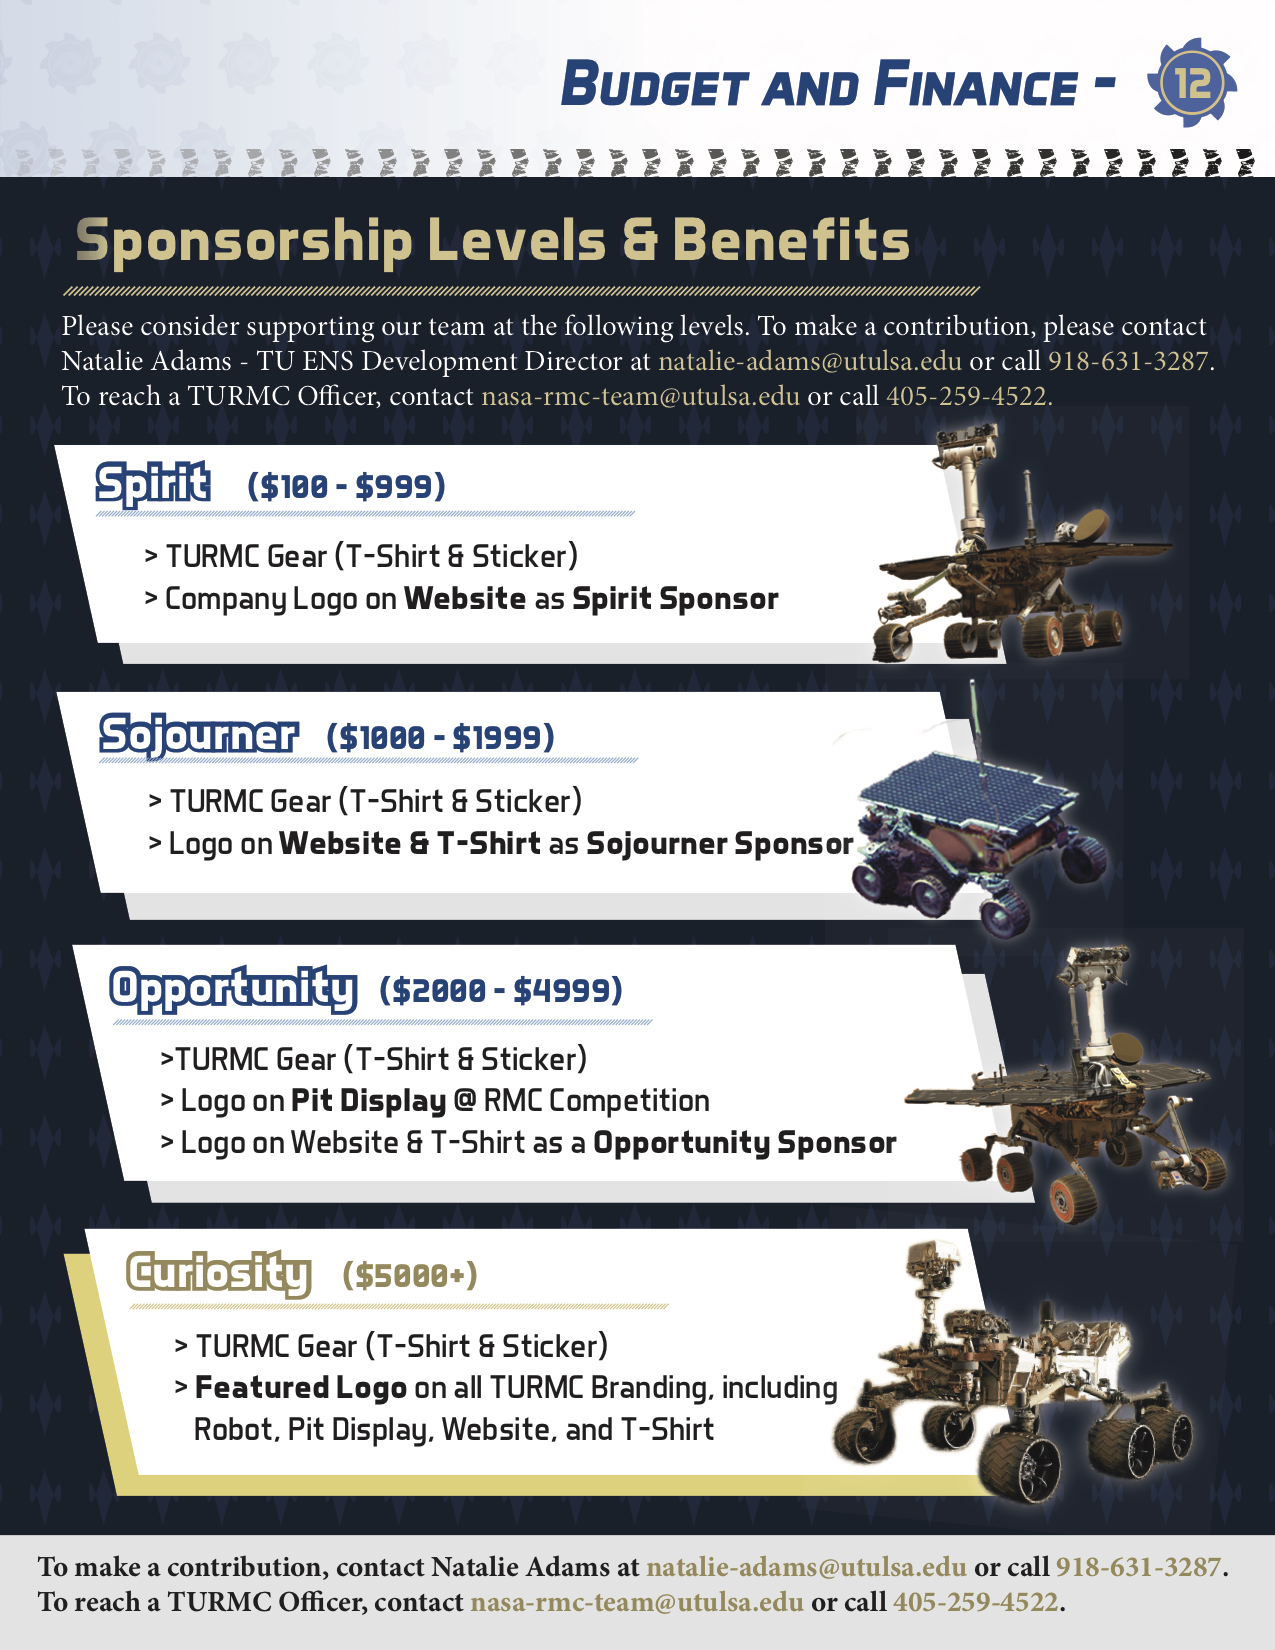 Budget and Finance - 12
Sponsorship Levels & Benefits
Please consider supporting our team at the following levels. To make a contribution, please contact
Natalie Adams - TU ENS Development Director at natalie-adams@utulsa.edu or call 918-631-3287.
To reach a TURMC Officer, contact nasa-rmc-team@utulsa.edu or call 405-259-4522.
Spirit ($100 - $999)
> TURMC Gear (T-Shirt & Sticker)
> Company Logo on Website as Spirit Sponsor
Sojourner ($1000 - $1999)
> TURMC Gear (T-Shirt & Sticker)
> Logo on Website & T-Shirt as Sojourner Sponsor
Opportunity ($2000 - $4999)
>TURMC Gear (T-Shirt & Sticker)
> Logo on Pit Display @ RMC Competition
> Logo on Website & T-Shirt as a Opportunity Sponsor
Curiosity ($5000+)
> TURMC Gear (T-Shirt & Sticker)
> Featured Logo on all TURMC Branding, including
Robot, Pit Display, Website, and T-Shirt
To make a contribution, contact Natalie Adams at natalie-adams@utulsa.edu or call 918-631-3287.
To reach a TURMC Officer, contact nasa-rmc-team@utulsa.edu or call 405-259-4522.